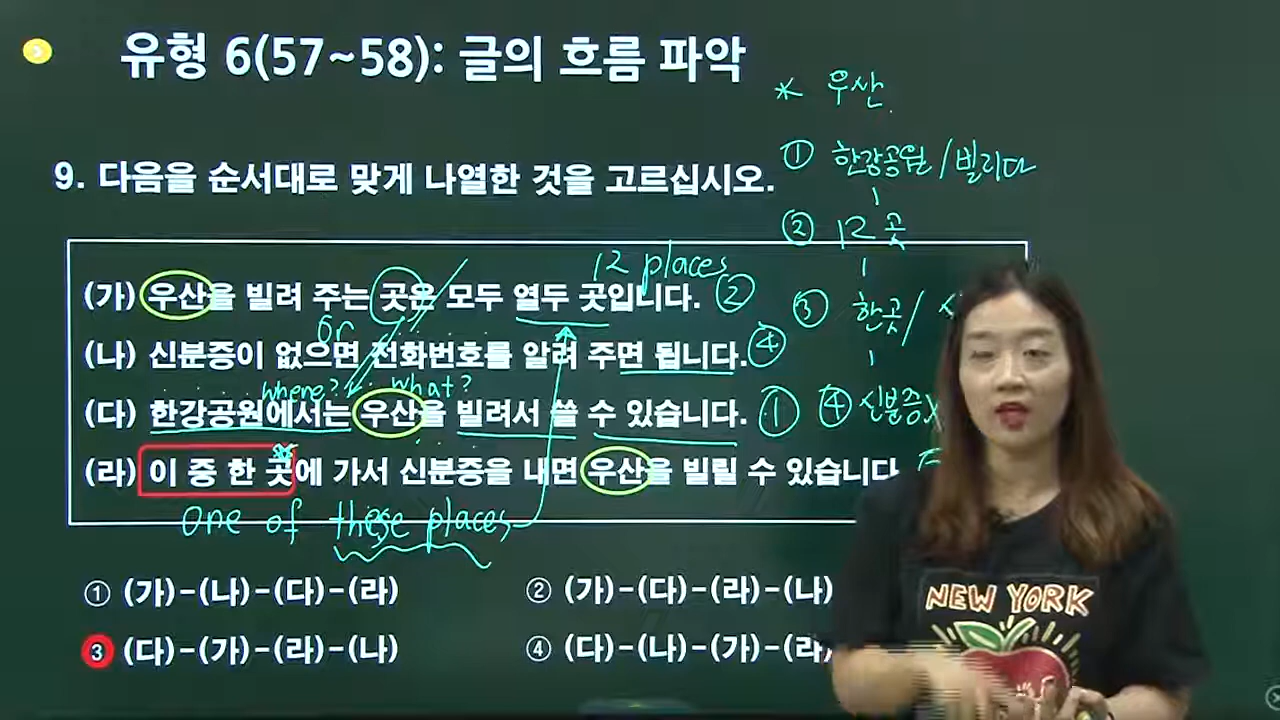 유형 6(57~58): 글의 흐름 파악
* 우산
① 한강공원/빌리다
② 12곳
③ 한곳/
④ 신분증X
9. 다음을 순서대로 맞게 나열한 것을 고르십시오.
12 places
(가) 우산을 빌려 주는 곳은 모두 열두 곳입니다. ②
or
(나) 신분증이 없으면 전화번호를 알려 주면 됩니다. ④
where? what?
(다) 한강공원에서는 우산을 빌려서 쓸 수 있습니다. ①
(라) 이 중 한 곳에 가서 신분증을 내면 우산을 빌릴 수 있습니다
one of these places
① (가)-(나)-(다)-(라)
② (가)-(다)-(라)-(나)
③ (다)-(가)-(라)-(나)
④ (다)-(나)-(가)-(라)
NEW YORK